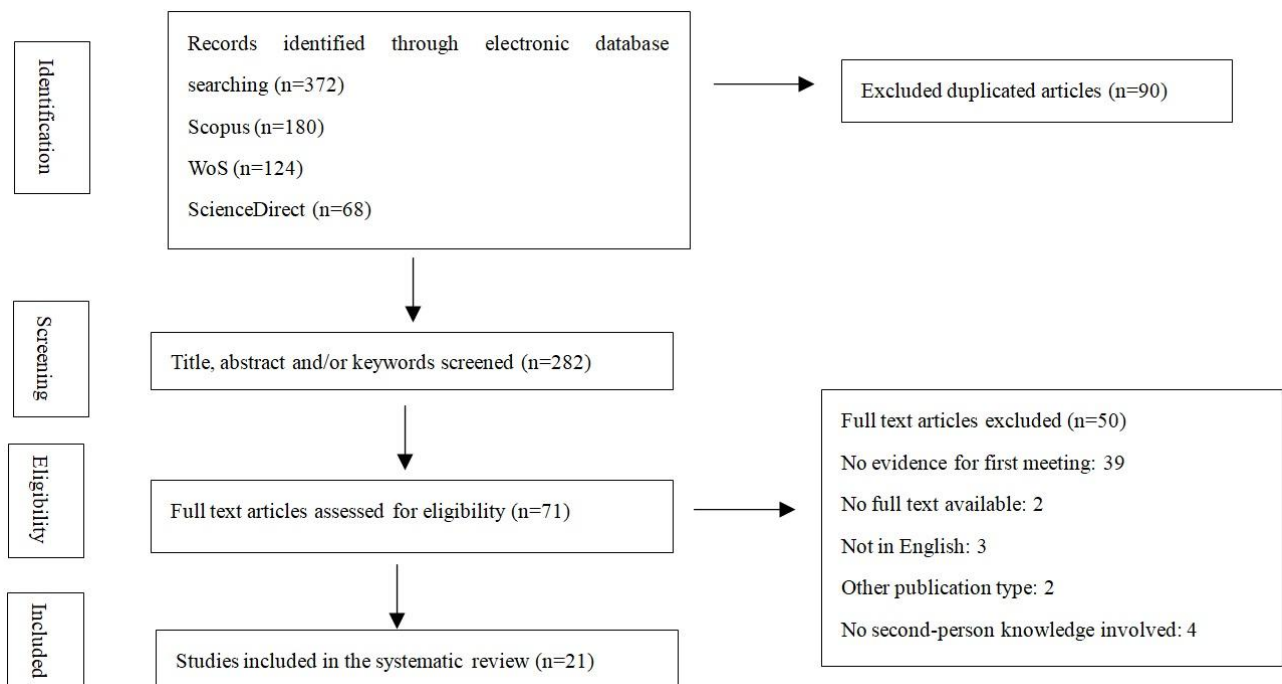 Identification
Records identified through electronic database
searching (n=372)
Scopus (n=180)
WoS (n=124)
ScienceDirect (n=68)
Excluded duplicated articles (n=90)
Screening
Title, abstract and/or keywords screened (n=282)
Eligibility
Full text articles assessed for eligibility (n=71)
Full text articles excluded (n=50)
No evidence for first meeting: 39
No full text available: 2
Not in English: 3
Other publication type: 2
No second-person knowledge involved: 4
Included
Studies included in the systematic review (n=21)